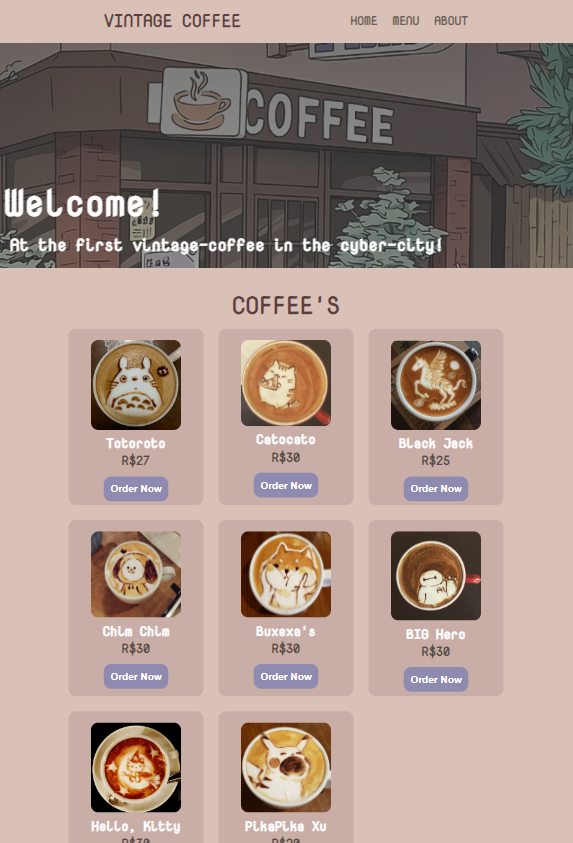 VINTAGE COFFEE
HOME MENU ABOUT
COFFEE
Welcome!
At the first vintage-coffee in the cyber-city!
COFFEE'S
Totoroto
R$27
Order Now
Catocato
R$30
Order Now
Black Jack
R$25
Order Now
Chim Chim
R$30
Order Now
Buxexa's
R$30
Order Now
BIG Hero
R$30
Order Now
Hello, Kitty
R$30
PikaPika Xu